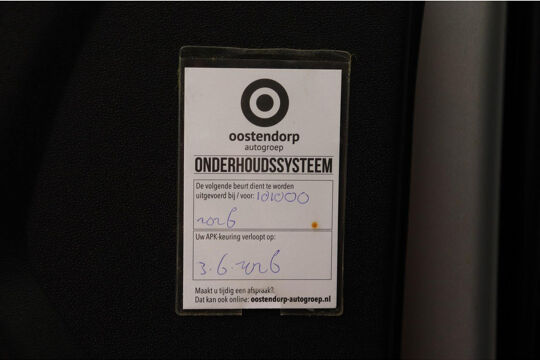 oostendorp
autogroep
ONDERHOUDSSYSTEEM
De volgende beurt dient te worden
uitgevoerd bij / voor: 101000
2026
Uw APK-keuring verloopt op:
3.6.2026
Maakt u tijdig een afspraak?
Dat kan ook online: oostendorp-autogroep.nl